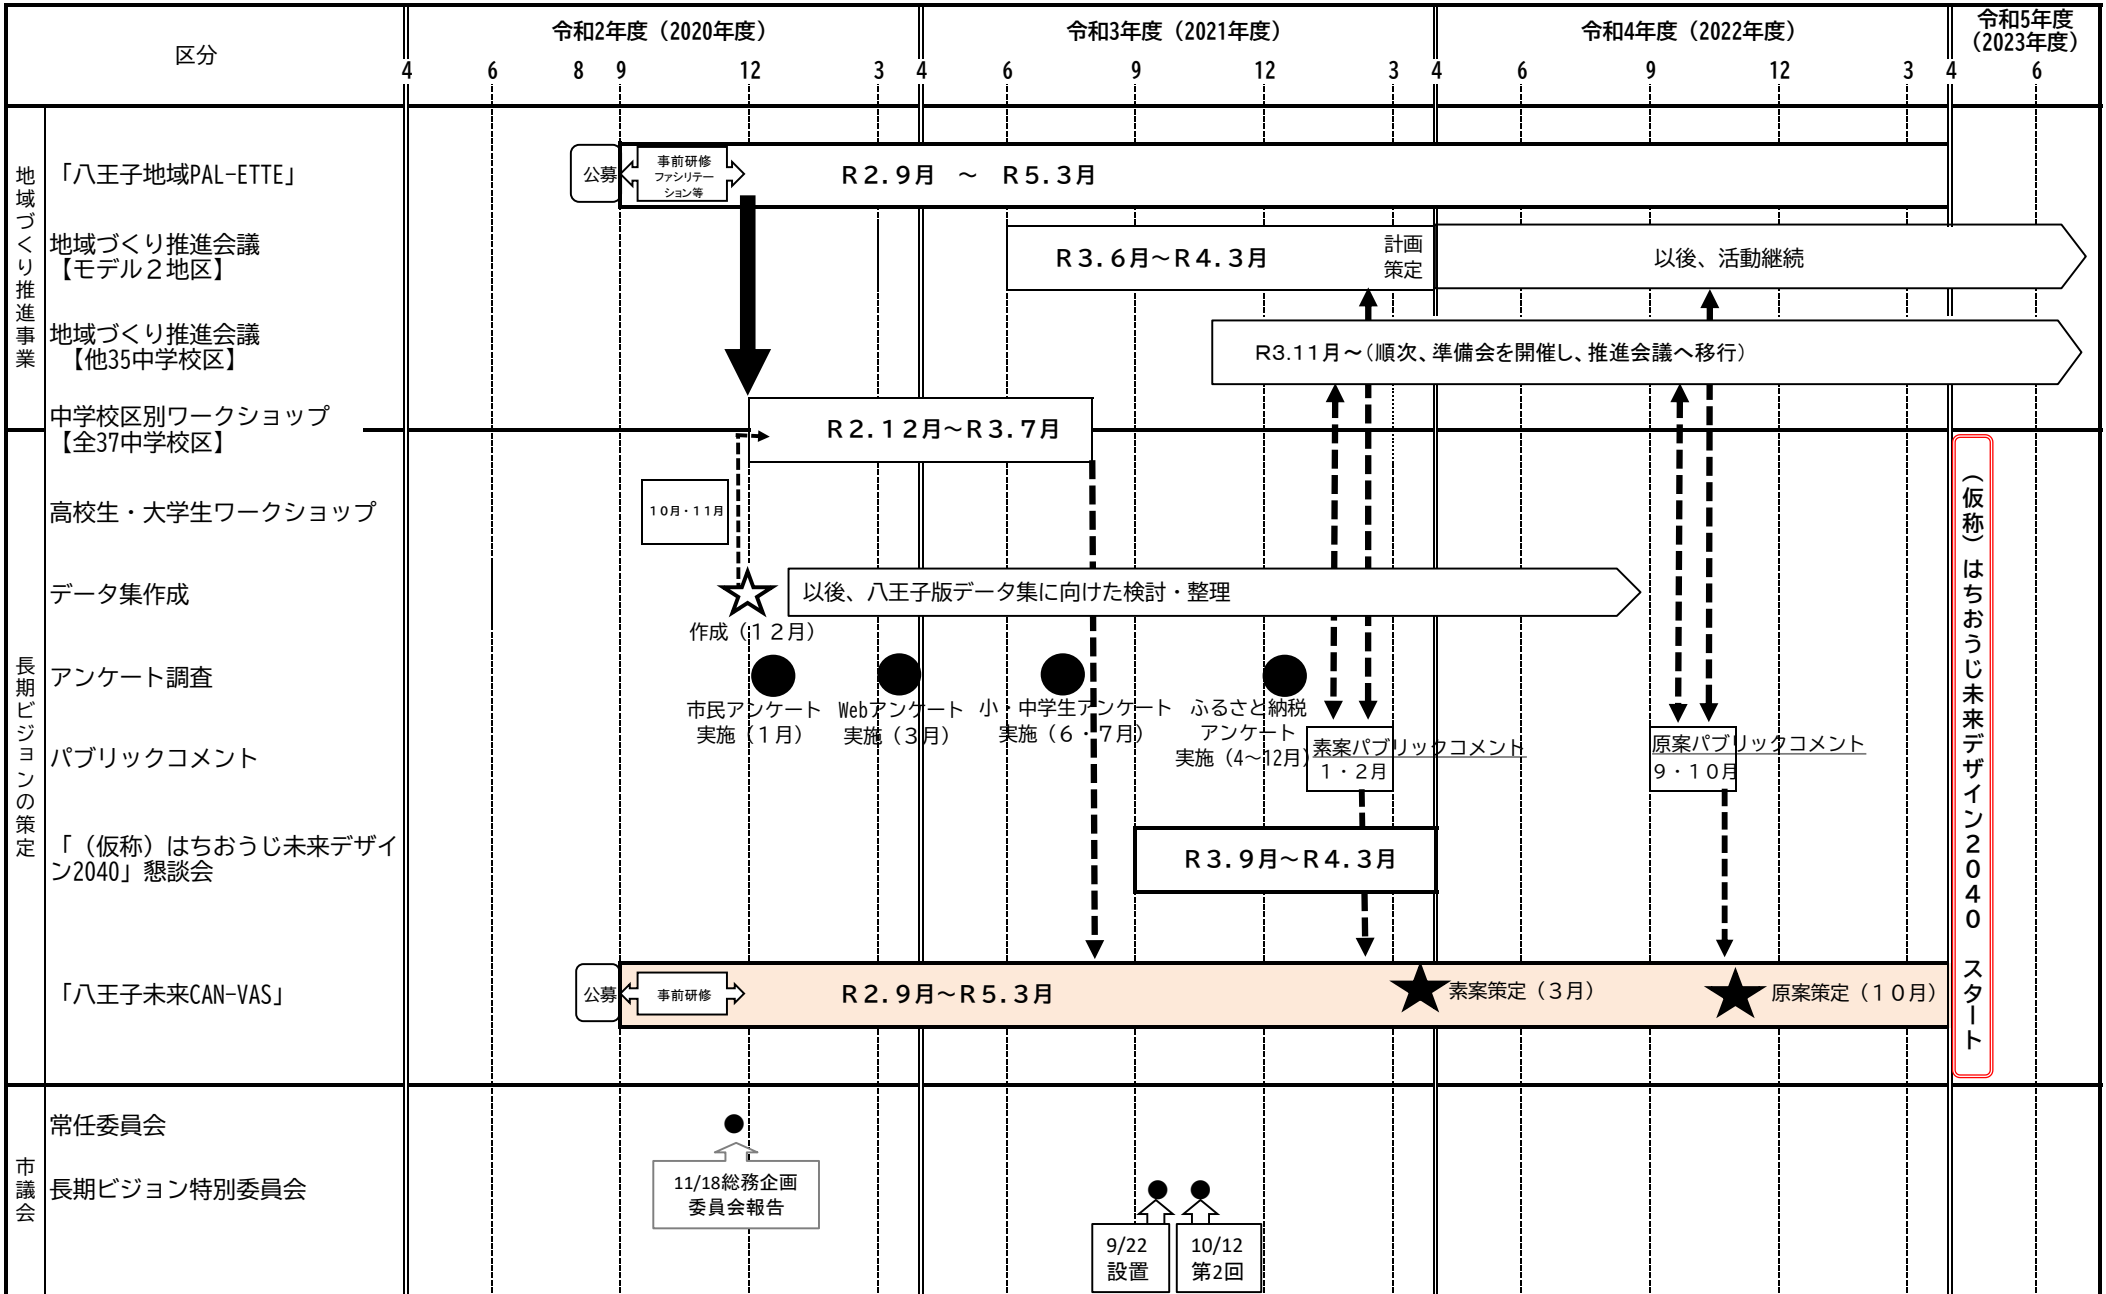 区分
令和2年度（2020年度）
令和3年度（2021年度）
令和4年度（2022年度）
令和5年度
（2023年度）
4 6 8 9 12 3 4 6 9 12 3 4 6 9 12 3 4 6
地域づくり推進事業
「八王子地域PAL-ETTE」
公募
事前研修
ファシリテー
ション等
Ｒ２．９月　～　Ｒ５．３月
地域づくり推進会議
【モデル２地区】
Ｒ３．６月～Ｒ４．３月
計画
策定
以後、活動継続
地域づくり推進会議
【他35中学校区】
R3.11月～（順次、準備会を開催し、推進会議へ移行）
中学校区別ワークショップ
【全37中学校区】
Ｒ２．１２月～Ｒ３．７月
長期ビジョンの策定
高校生・大学生ワークショップ
１０月・１１月
データ集作成
作成（１２月）
以後、八王子版データ集に向けた検討・整理
アンケート調査
市民アンケート
実施（１月）
Webアンケート
実施（３月）
小・中学生アンケート
実施（６・７月）
ふるさと納税
アンケート
実施（4～12月）
パブリックコメント
素案パブリックコメント
１・２月
原案パブリックコメント
９・１０月
「（仮称）はちおうじ未来デザイ
ン2040」懇談会
Ｒ３．９月～Ｒ４．３月
「八王子未来CAN-VAS」
公募
事前研修
Ｒ２．９月～Ｒ５．３月
素案策定（３月）
原案策定（１０月）
（仮称）はちおうじ未来デザイン２０４０　スタート
市議会
常任委員会
11/18総務企画
委員会報告
長期ビジョン特別委員会
9/22
設置
10/12
第2回